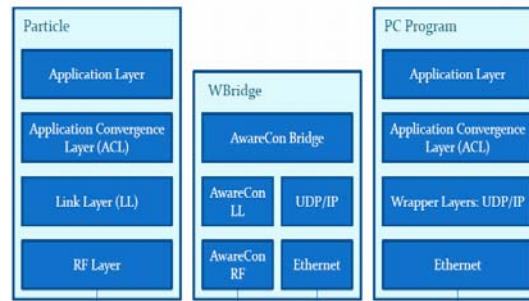 Particle
Application Layer
Application Convergence
Layer (ACL)
Link Layer (LL)
RF Layer
WBridge
AwareCon Bridge
AwareCon
LL
UDP/IP
AwareCon
RF
Ethernet
PC Program
Application Layer
Application Convergence
Layer (ACL)
Wrapper Layers: UDP/IP
Ethernet